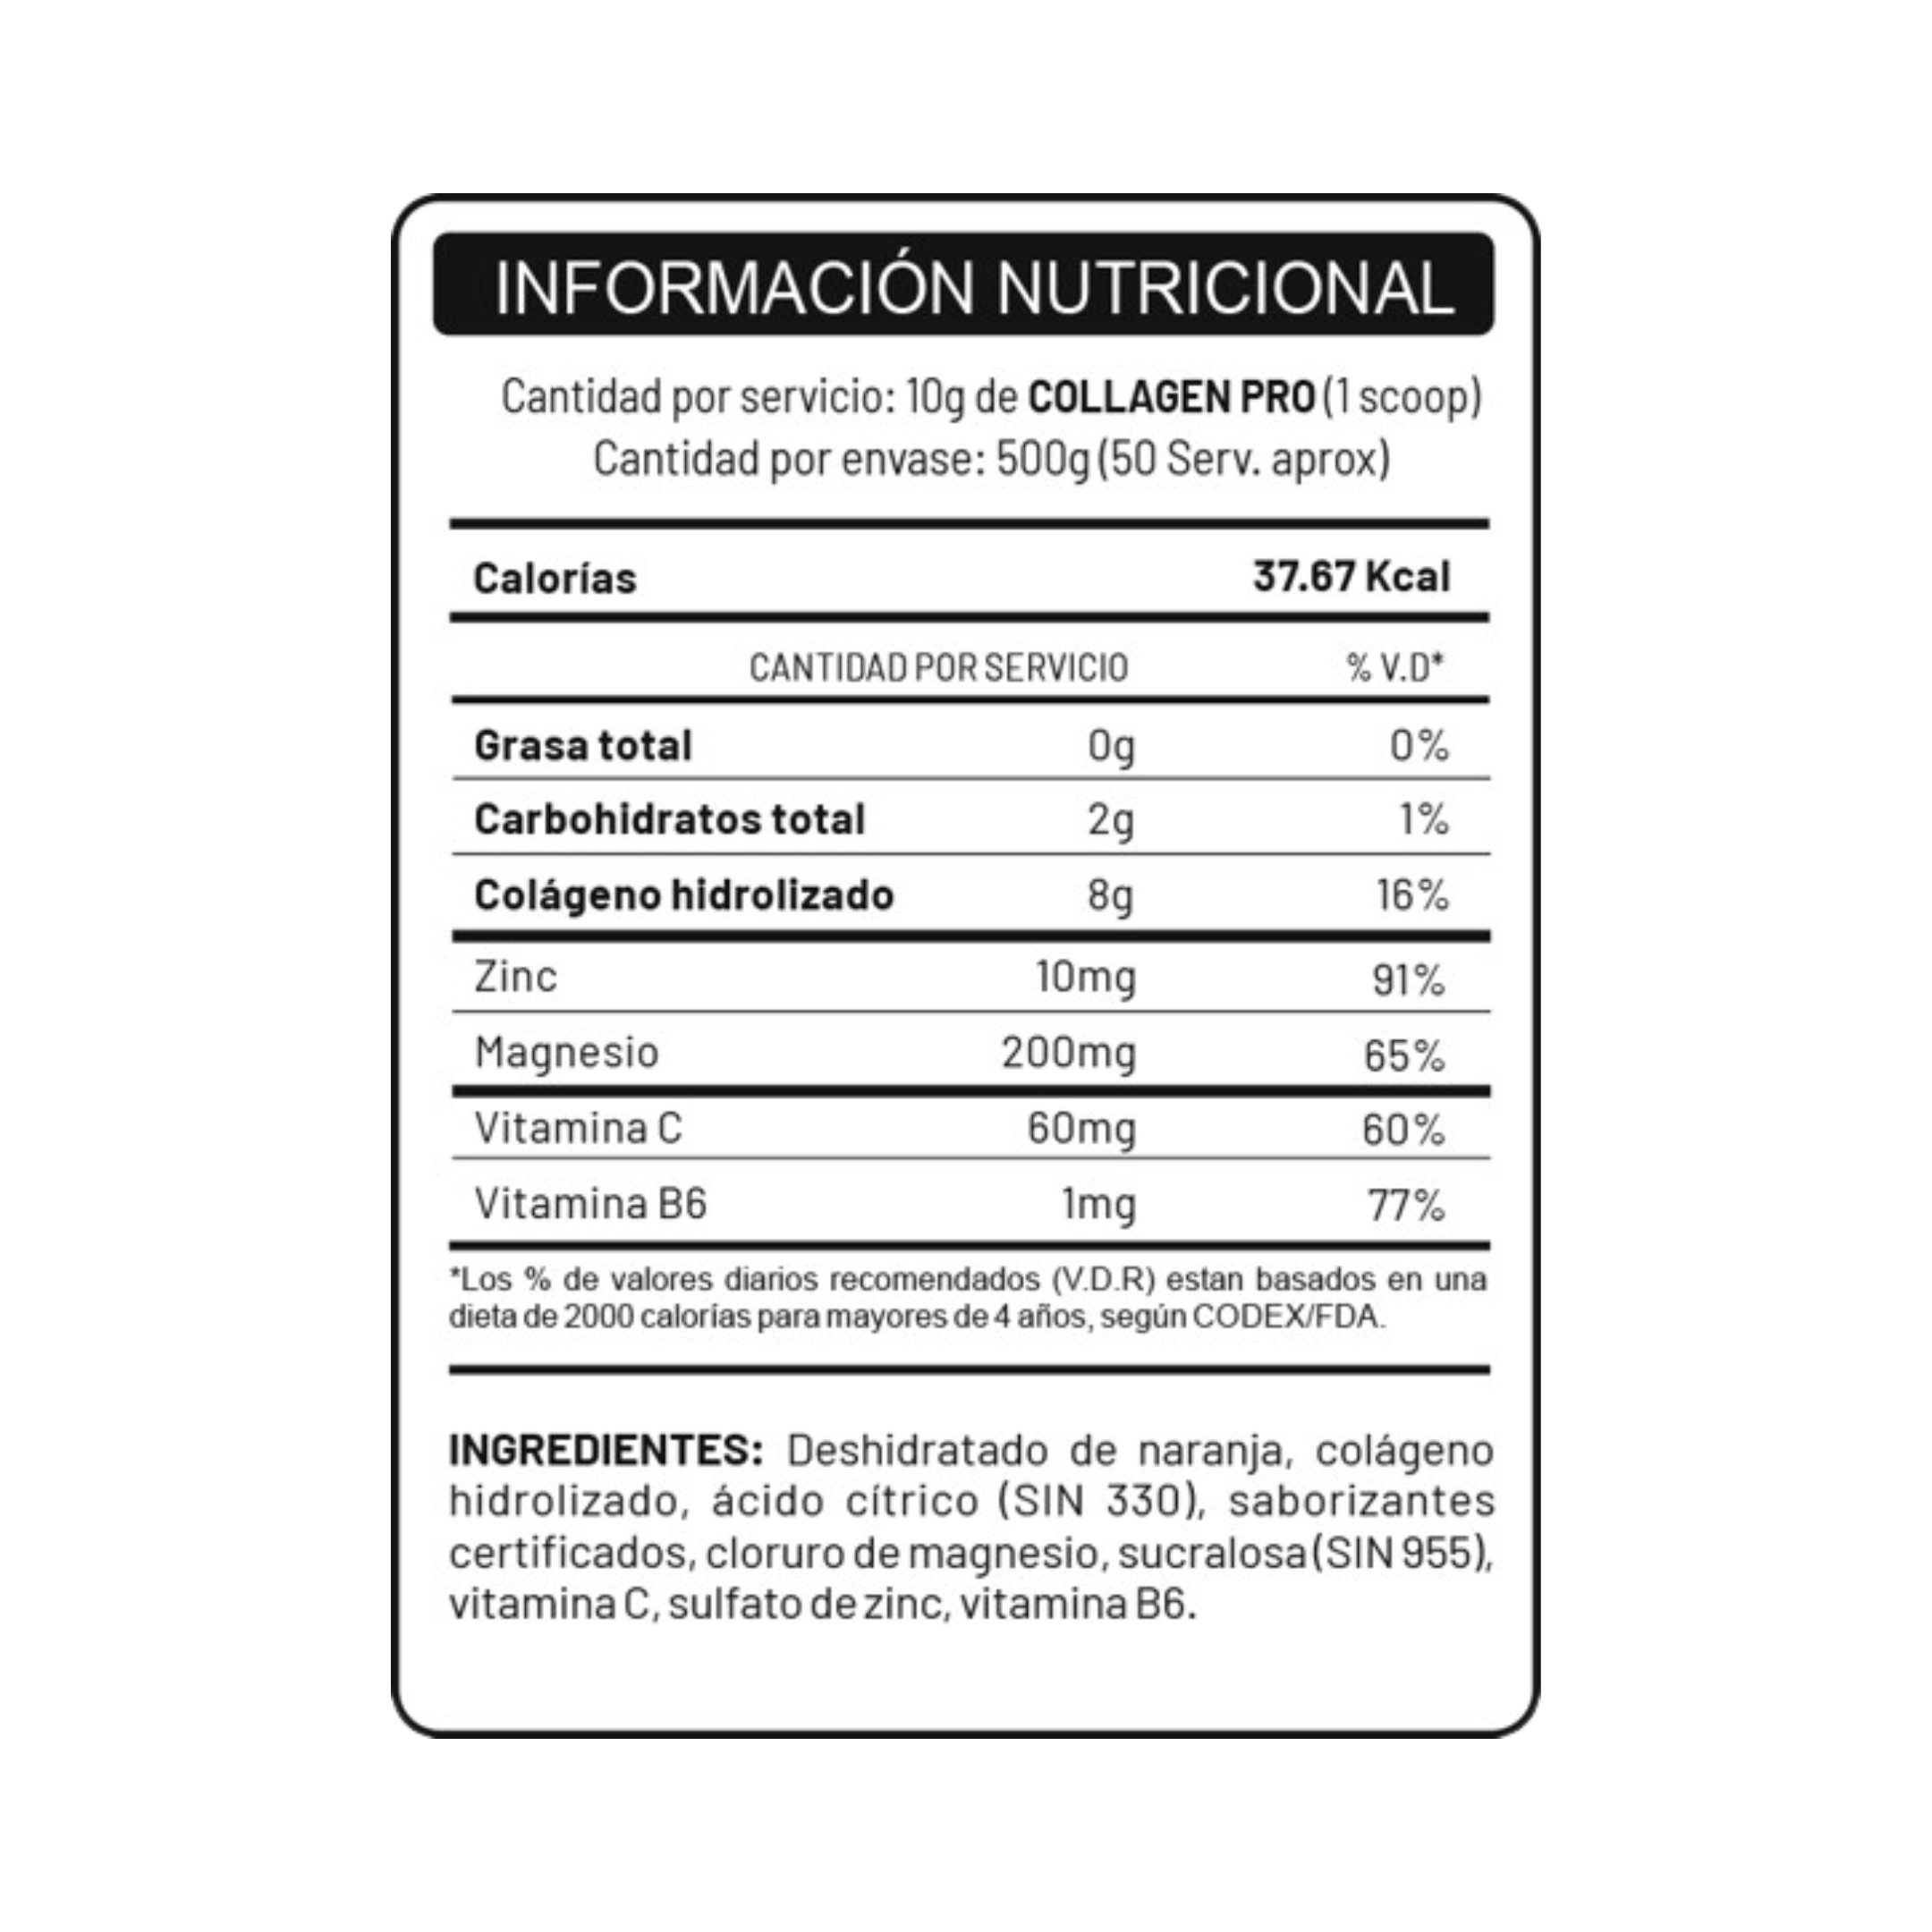 INFORMACIÓN NUTRICIONAL
Cantidad por servicio: 10g de COLLAGEN PRO (1 scoop)
Cantidad por envase: 500g (50 Serv. aprox)
Calorías 37.67 Kcal
CANTIDAD POR SERVICIO % V.D*
Grasa total 0g 0%
Carbohidratos total 2g 1%
Colágeno hidrolizado 8g 16%
Zinc 10mg 91%
Magnesio 200mg 65%
Vitamina C 60mg 60%
Vitamina B6 1mg 77%
*Los % de valores diarios recomendados (V.D.R) estan basados en una
dieta de 2000 calorías para mayores de 4 años, según CODEX/FDA.
INGREDIENTES: Deshidratado de naranja, colágeno
hidrolizado, ácido cítrico (SIN 330), saborizantes
certificados, cloruro de magnesio, sucralosa (SIN 955),
vitamina C, sulfato de zinc, vitamina B6.